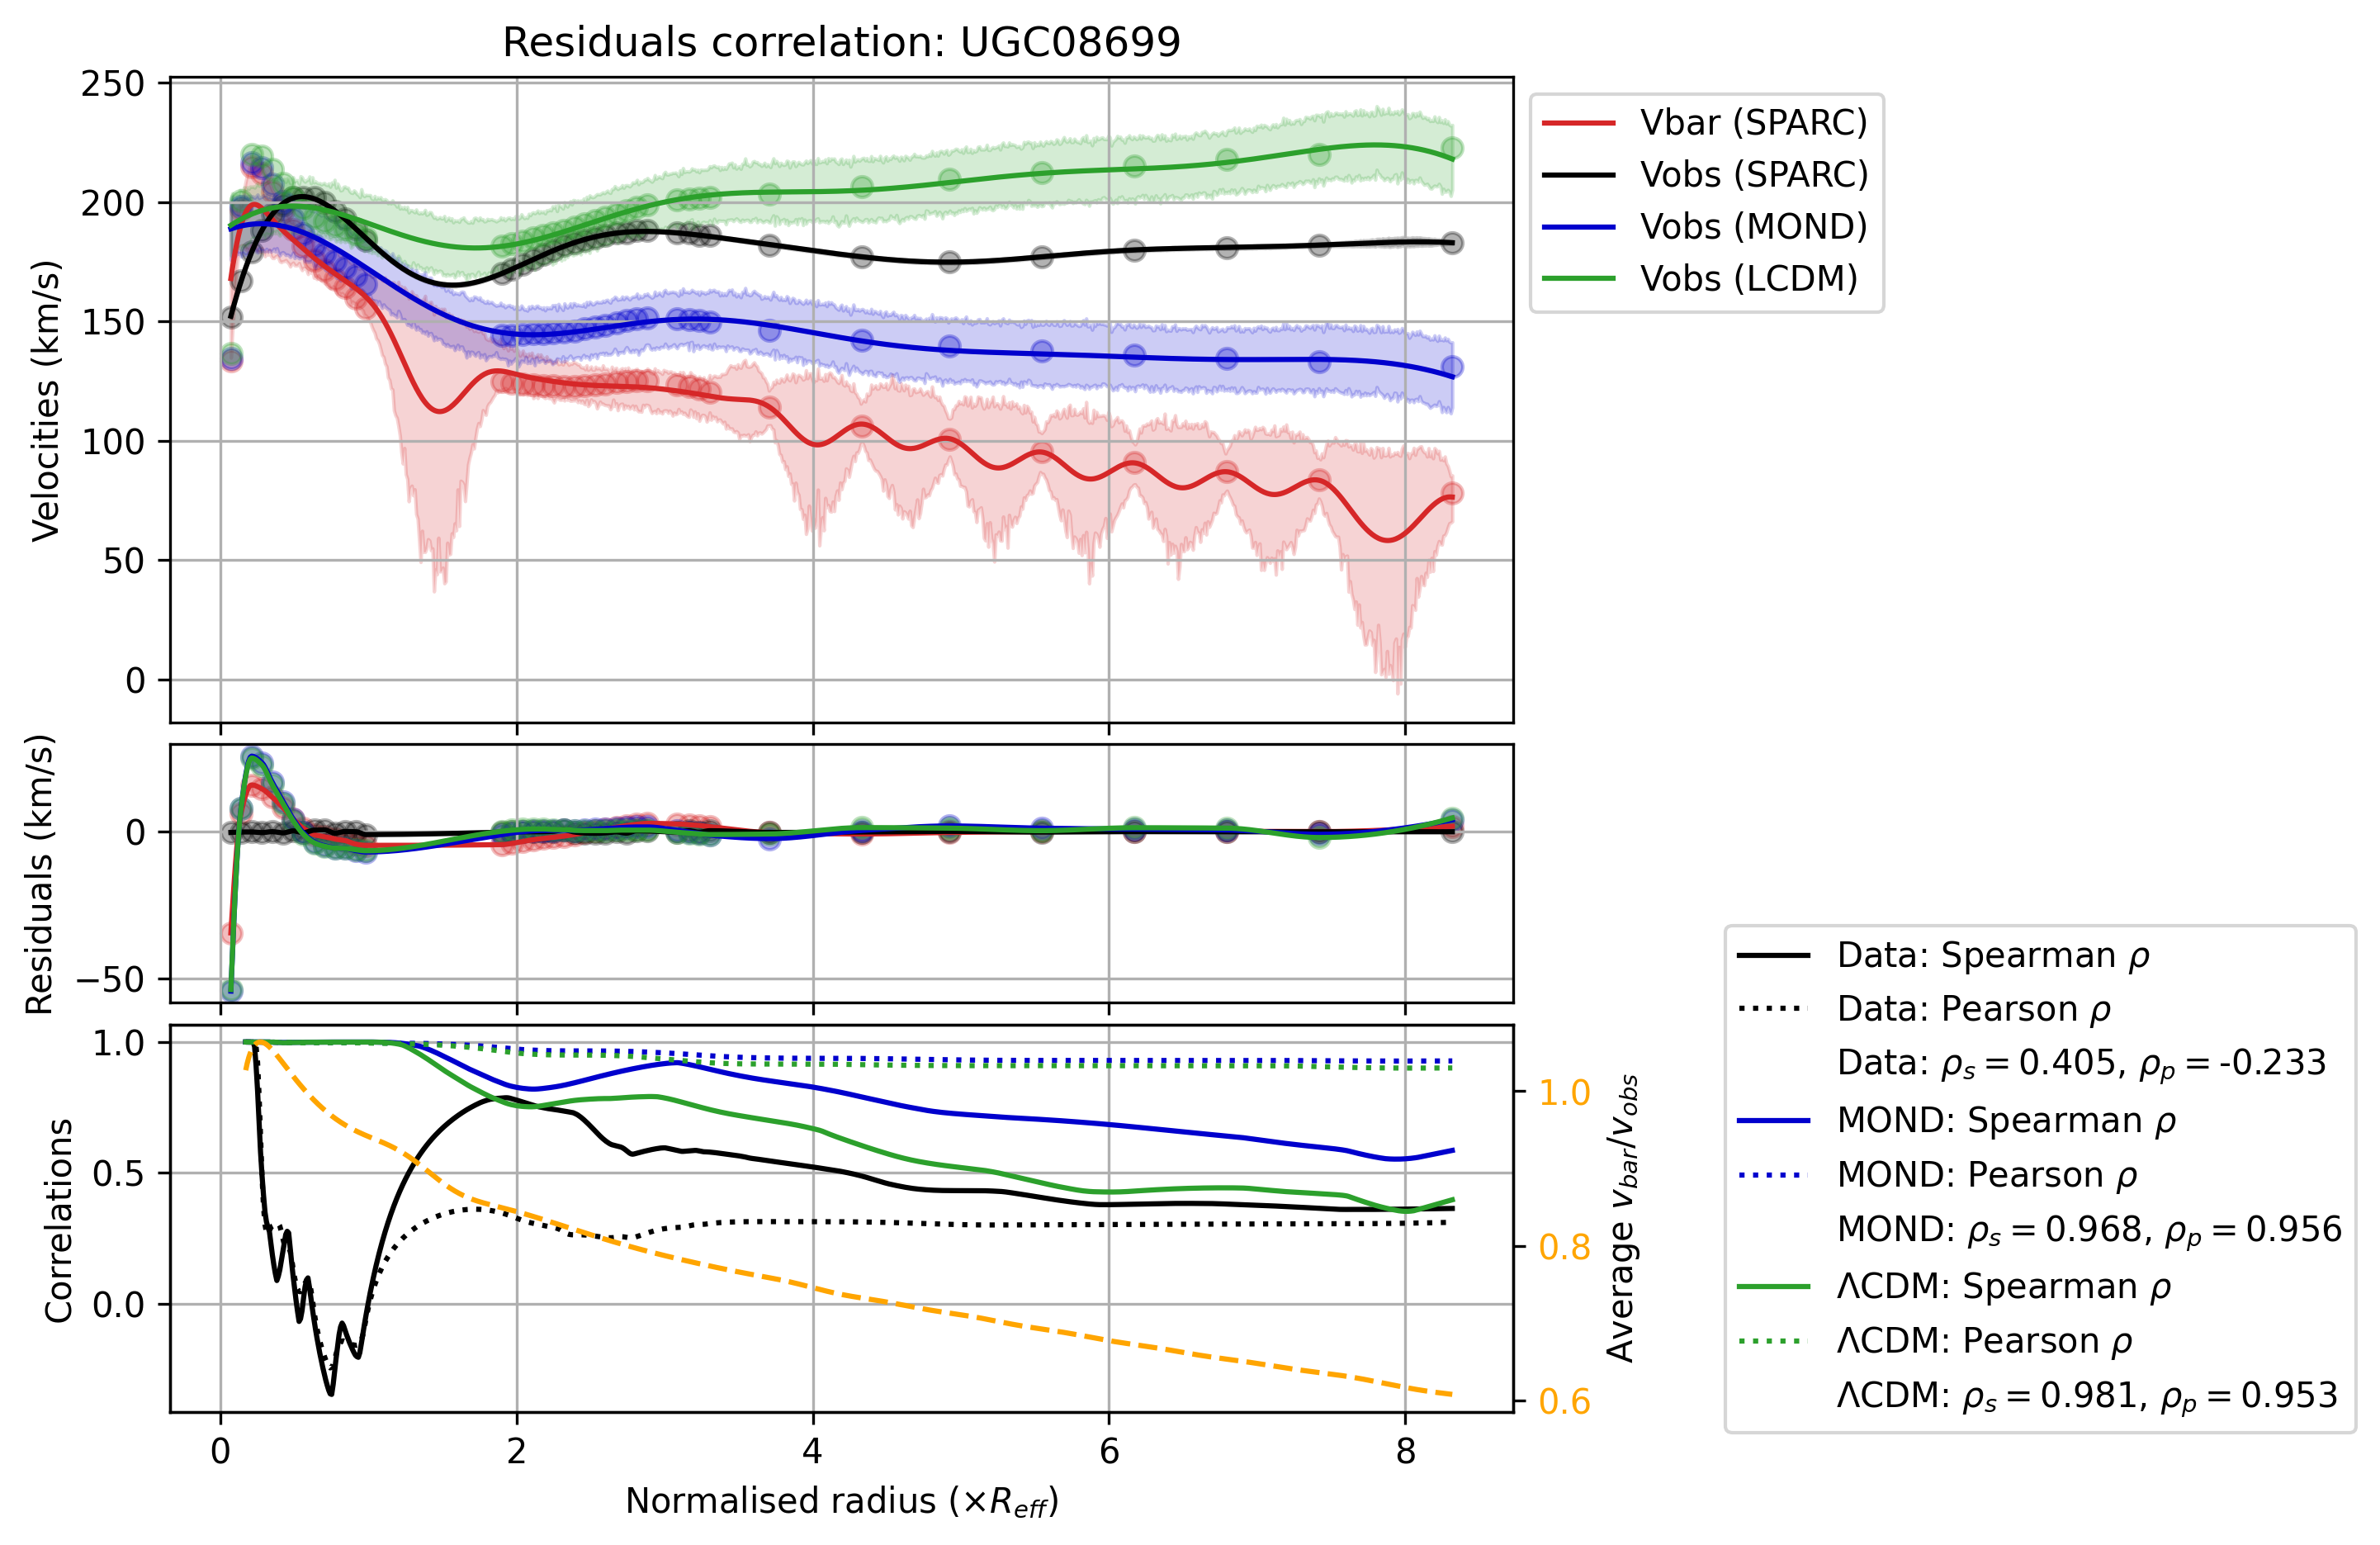 Residuals correlation: UGC08699
250
200
150
100
50
0
Velocities (km/s)
Vbar (SPARC)
Vobs (SPARC)
Vobs (MOND)
Vobs (LCDM)
0
−50
Residuals (km/s)
1.0
0.5
0.0
Correlations
1.0
0.8
0.6
Average v_bar/v_obs
Data: Spearman ρ
Data: Pearson ρ
Data: ρ_s = 0.405, ρ_p = -0.233
MOND: Spearman ρ
MOND: Pearson ρ
MOND: ρ_s = 0.968, ρ_p = 0.956
ΛCDM: Spearman ρ
ΛCDM: Pearson ρ
ΛCDM: ρ_s = 0.981, ρ_p = 0.953
0 2 4 6 8
Normalised radius (×R_eff)